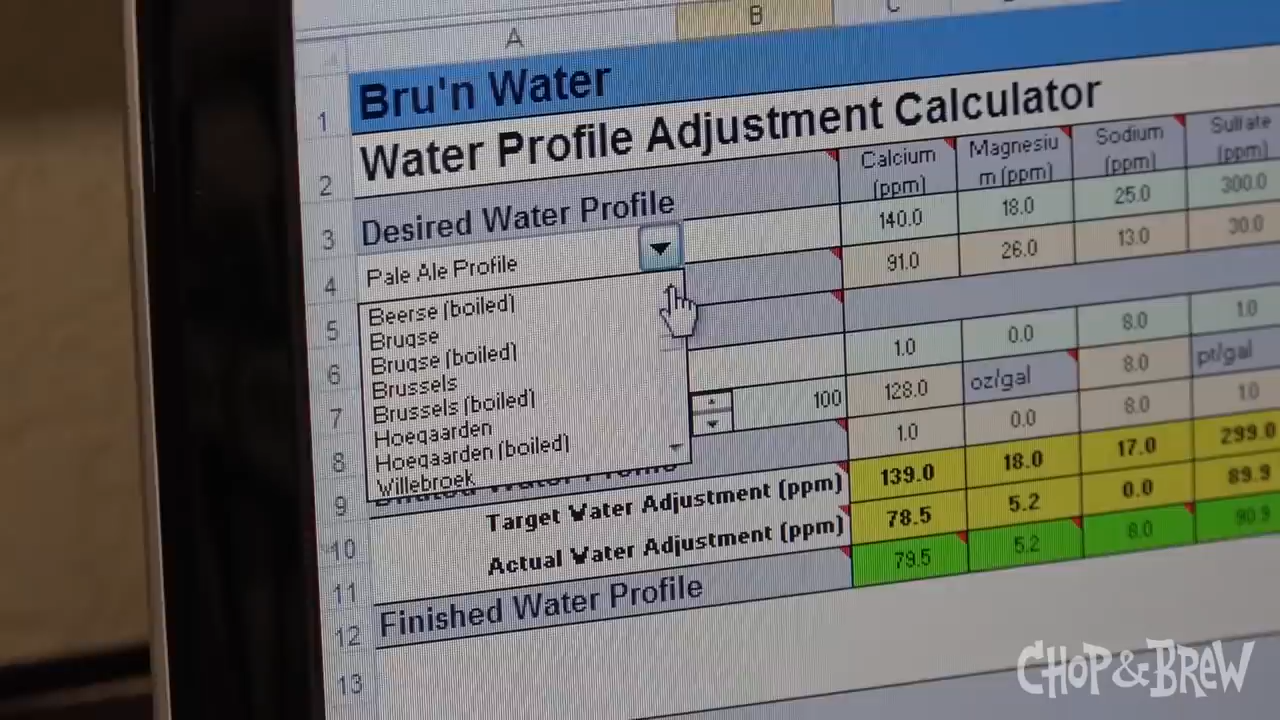 A B C
1 Bru'n Water
2 Water Profile Adjustment Calculator
3 Desired Water Profile Calcium (ppm) Magnesium (ppm) Sodium (ppm) Sulfate (ppm)
4 Pale Ale Profile 140.0 18.0 25.0 300.0
5 91.0 26.0 13.0 30.0
Beerse (boiled)
Brugse
Brugse (boiled)
Brussels
Brussels (boiled)
Hoegaarden
Hoegaarden (boiled)
Willebroek
6
7 1.0 0.0 8.0 1.0
8 100 128.0 oz/gal 8.0 pt/gal
9 1.0 0.0 8.0 1.0
10 Target Water Adjustment (ppm) 139.0 18.0 17.0 299.0
11 Actual Water Adjustment (ppm) 78.5 5.2 0.0 89.9
12 Finished Water Profile 79.5 5.2 8.0 90.9
13
CHOP & BREW